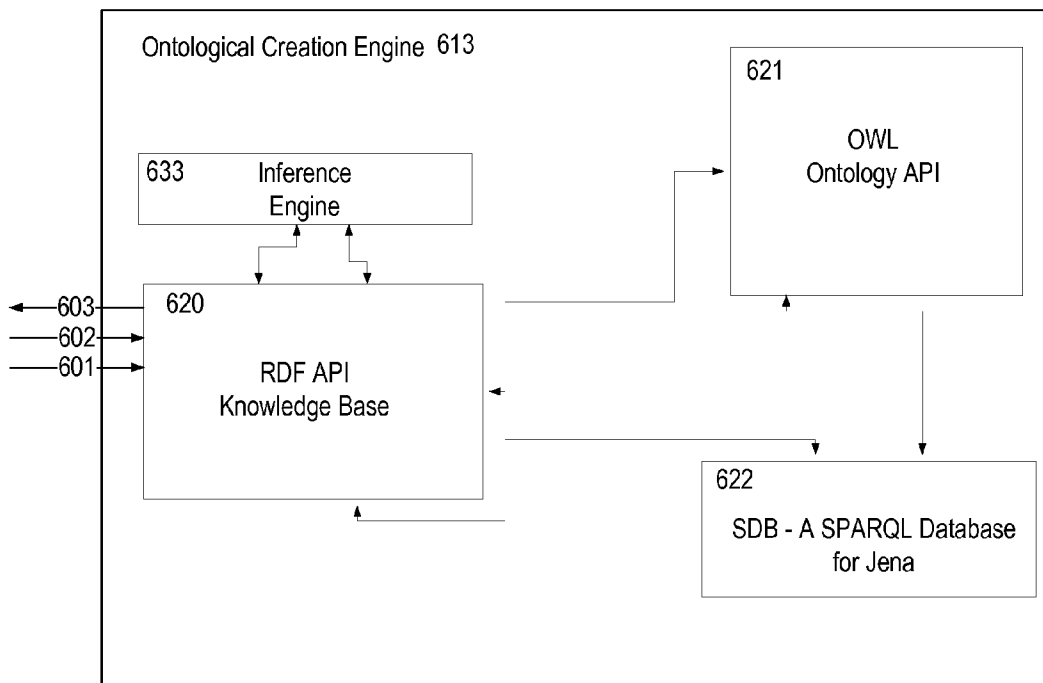 Ontological Creation Engine 613
621
OWL
Ontology API
633
Inference
Engine
603
602
601
620
RDF API
Knowledge Base
622
SDB - A SPARQL Database
for Jena